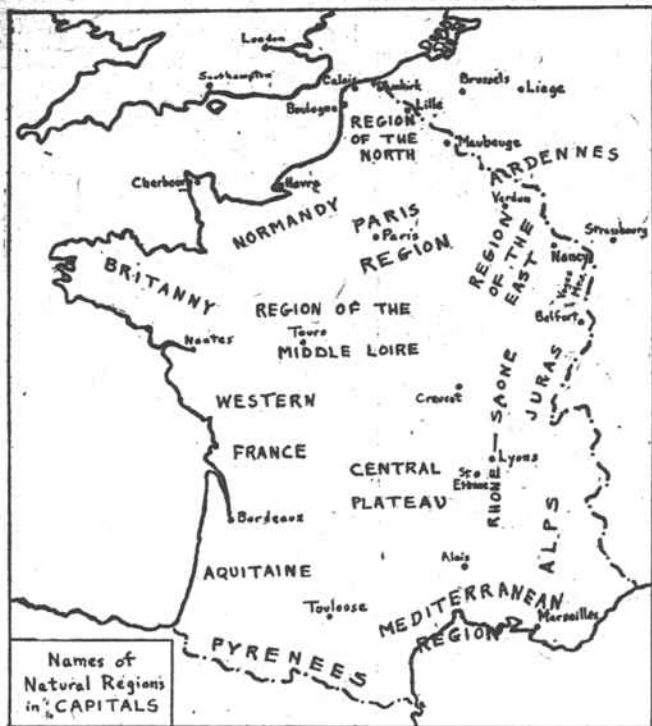 London
Southampton
Calais
Dunkirk
Brussels
Liege
Boulogne
Lille
REGION
OF THE
NORTH
Maubeuge
ARDENNES
Cherbourg
Havre
Verdun
NORMANDY
PARIS
Paris
REGION
REGION
OF THE
EAST
Strasbourg
Nancy
BRITANNY
REGION OF THE
Tours
MIDDLE LOIRE
Belfort
Nantes
WESTERN
FRANCE
Creusot
RHONE—SAONE
JURAS
Lyons
CENTRAL
PLATEAU
St.
Etienne
ALPS
Bordeaux
AQUITAINE
Alais
Toulouse
MEDITERRANEAN
REGION
Marseilles
PYRENEES
Names of
Natural Regions
in CAPITALS